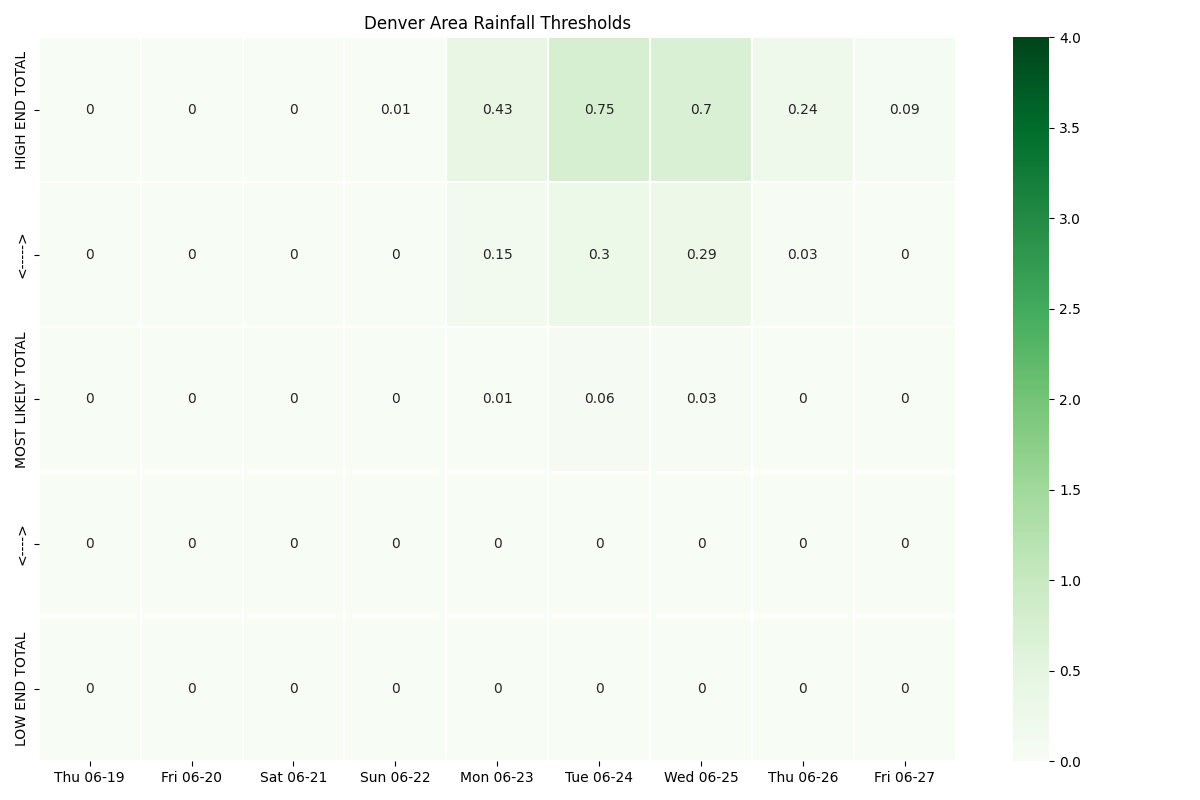 Denver Area Rainfall Thresholds
HIGH END TOTAL
0 0 0 0.01 0.43 0.75 0.7 0.24 0.09
<----->
0 0 0 0 0.15 0.3 0.29 0.03 0
MOST LIKELY TOTAL
0 0 0 0 0.01 0.06 0.03 0 0
<---->
0 0 0 0 0 0 0 0 0
LOW END TOTAL
0 0 0 0 0 0 0 0 0
Thu 06-19 Fri 06-20 Sat 06-21 Sun 06-22 Mon 06-23 Tue 06-24 Wed 06-25 Thu 06-26 Fri 06-27
4.0
3.5
3.0
2.5
2.0
1.5
1.0
0.5
0.0